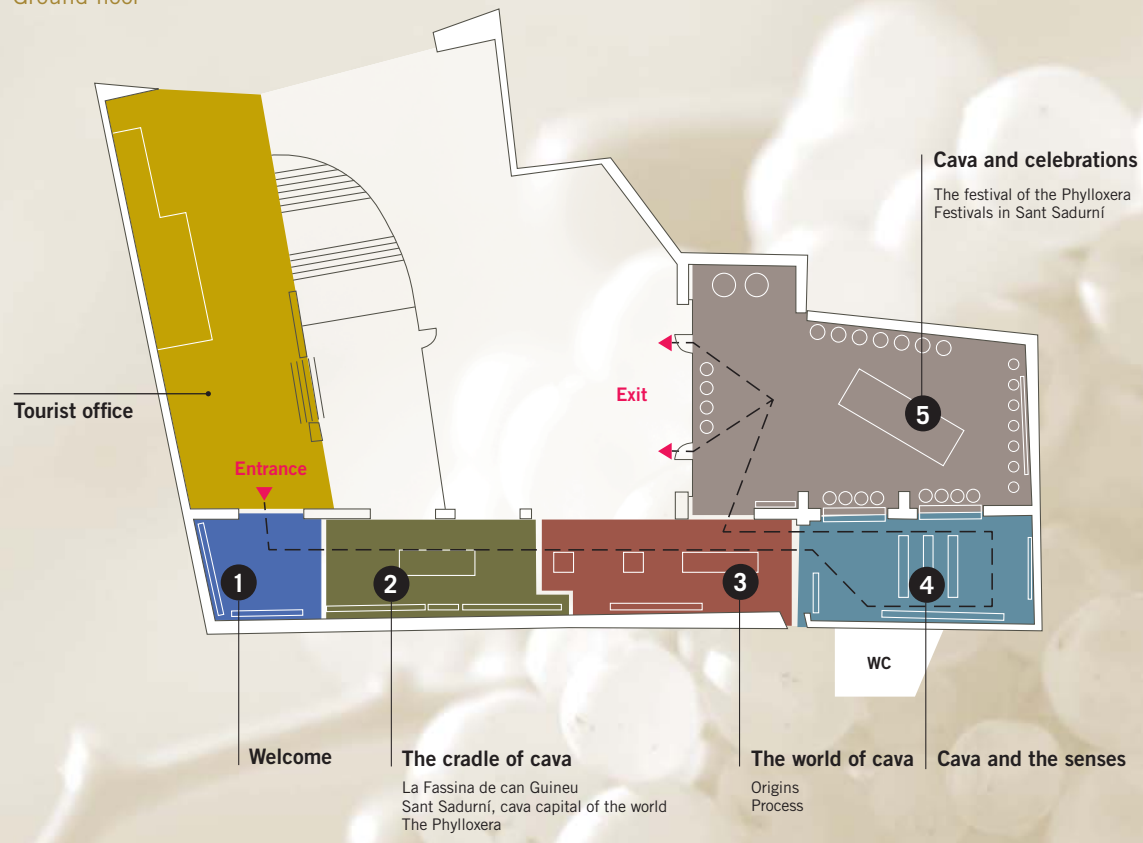 Ground floor
Cava and celebrations
The festival of the Phylloxera
Festivals in Sant Sadurní
Exit
5
Tourist office
Entrance
1
2
3
4
WC
Welcome
The cradle of cava
La Fassina de can Guineu
Sant Sadurní, cava capital of the world
The Phylloxera
The world of cava
Origins
Process
Cava and the senses